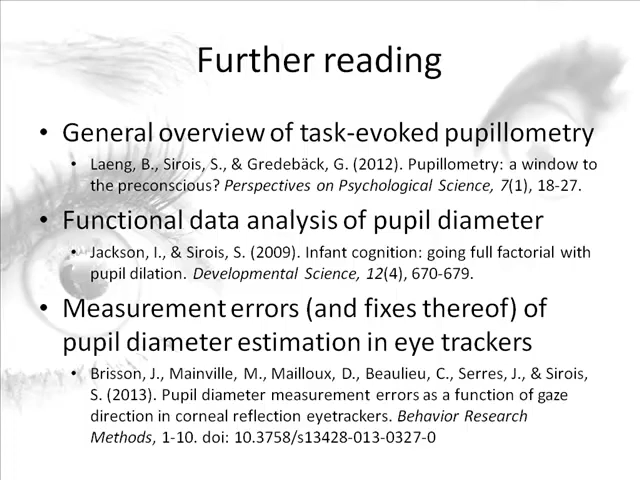 Further reading
• General overview of task-evoked pupillometry
• Laeng, B., Sirois, S., & Gredebäck, G. (2012). Pupillometry: a window to
the preconscious? Perspectives on Psychological Science, 7(1), 18-27.
• Functional data analysis of pupil diameter
• Jackson, I., & Sirois, S. (2009). Infant cognition: going full factorial with
pupil dilation. Developmental Science, 12(4), 670-679.
• Measurement errors (and fixes thereof) of
pupil diameter estimation in eye trackers
• Brisson, J., Mainville, M., Mailloux, D., Beaulieu, C., Serres, J., & Sirois,
S. (2013). Pupil diameter measurement errors as a function of gaze
direction in corneal reflection eyetrackers. Behavior Research
Methods, 1-10. doi: 10.3758/s13428-013-0327-0